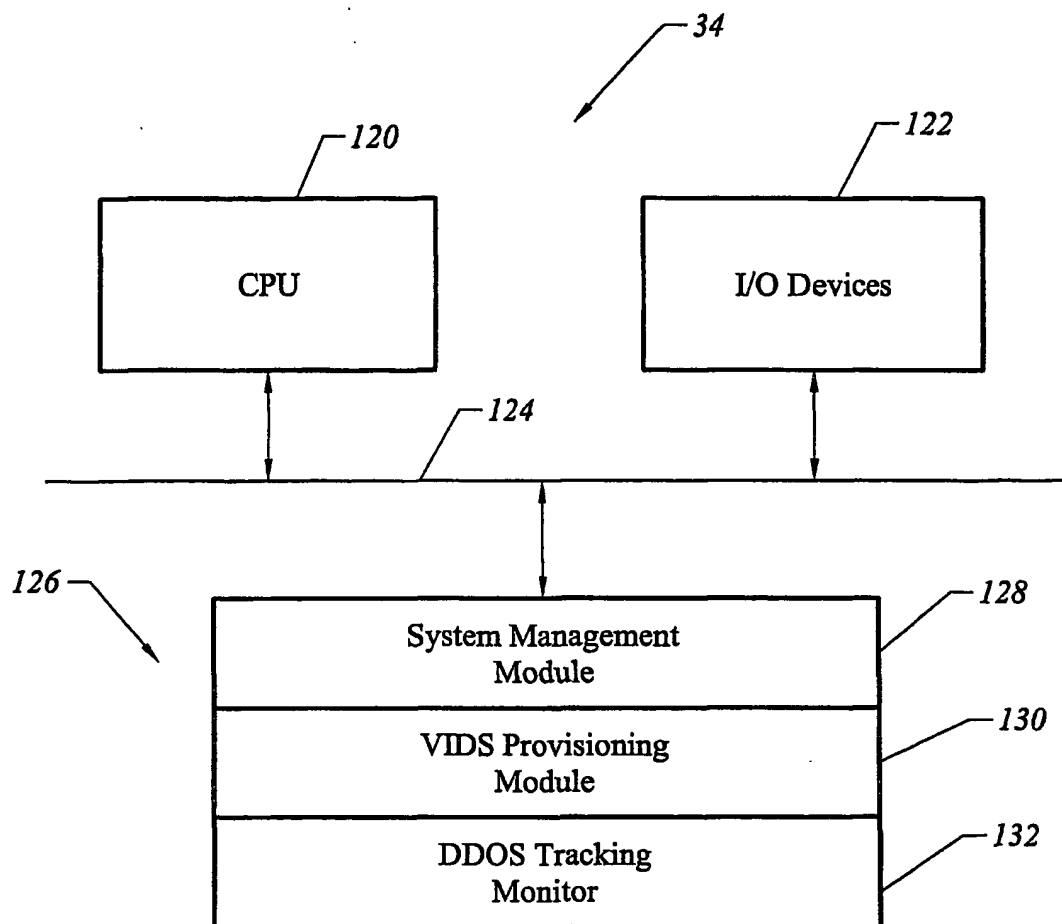 34
120
122
CPU
I/O Devices
124
126
128
System Management
Module
130
VIDS Provisioning
Module
132
DDOS Tracking
Monitor